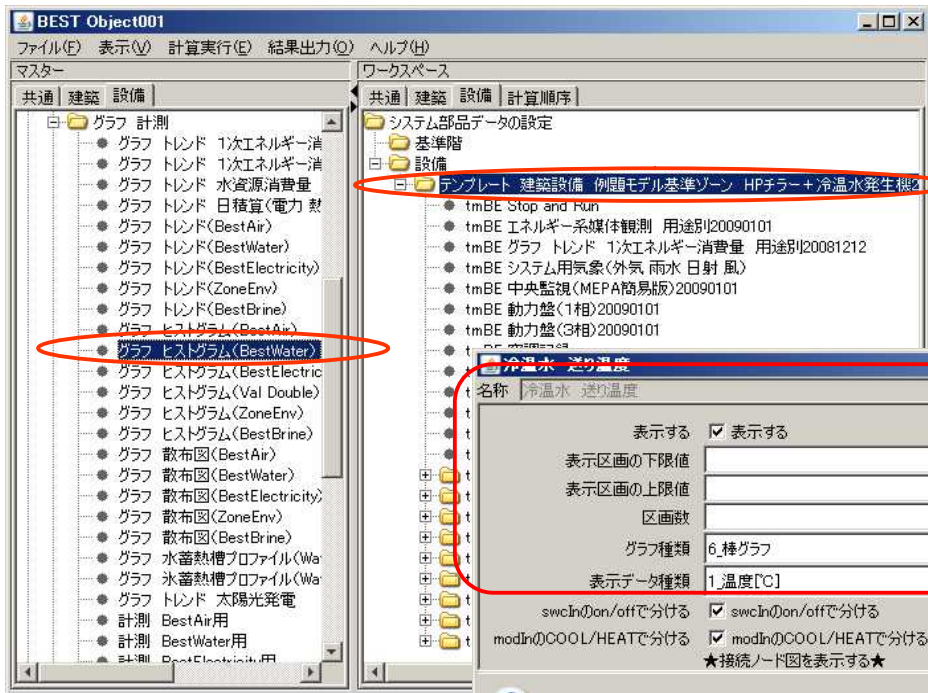 BEST Object001
ファイル(F) 表示(V) 計算実行(E) 結果出力(O) ヘルプ(H)
マスター
共通 建築 設備
グラフ 計測
グラフ トレンド 1次エネルギー消
グラフ トレンド 1次エネルギー消
グラフ トレンド 水資源消費量
グラフ トレンド 日積算(電力 熱
グラフ トレンド(BestAir)
グラフ トレンド(BestWater)
グラフ トレンド(BestElectricity)
グラフ トレンド(ZoneEnv)
グラフ トレンド(BestBrine)
グラフ ヒストグラム(BestAir)
グラフ ヒストグラム(BestWater)
グラフ ヒストグラム(BestElectric
グラフ ヒストグラム(Val Double)
グラフ ヒストグラム(ZoneEnv)
グラフ ヒストグラム(BestBrine)
グラフ 散布図(BestAir)
グラフ 散布図(BestWater)
グラフ 散布図(BestElectricity)
グラフ 散布図(ZoneEnv)
グラフ 散布図(BestBrine)
グラフ 水蓄熱槽プロファイル(Wa
グラフ 氷蓄熱槽プロファイル(Wa
グラフ トレンド 太陽光発電
計測 BestAir用
計測 BestWater用
計測 BestElectricity用
ワークスペース
共通 建築 設備 計算順序
システム部品データの設定
基準階
設備
テンプレート 建築設備 例題モデル基準ゾーン HPチラー+冷温水発生機2
tmBE Stop and Run
tmBE エネルギー系媒体観測 用途別20090101
tmBE グラフ トレンド 1次エネルギー消費量 用途別20081212
tmBE システム用気象(外気 雨水 日射 風)
tmBE 中央監視(MEPA簡易版)20090101
tmBE 動力盤(1相)20090101
tmBE 動力盤(3相)20090101
冷温水 送り温度
名称 冷温水 送り温度
表示する 表示する
表示区画の下限値
表示区画の上限値
区画数
グラフ種類 6_棒グラフ
表示データ種類 1_温度[℃]
swcInのon/offで分ける swcInのon/offで分ける
modInのCOOL/HEATで分ける modInのCOOL/HEATで分ける
★接続ノード図を表示する★